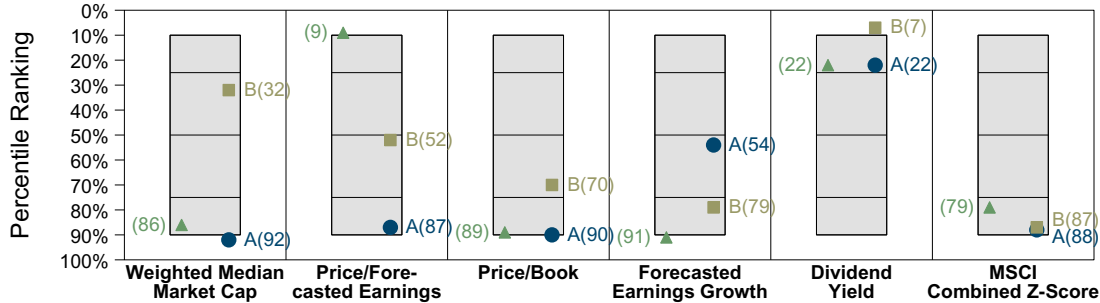 Percentile Ranking
0%
10%
20%
30%
40%
50%
60%
70%
80%
90%
100%
B(32)
(86)
A(92)
(9)
B(52)
A(87)
B(70)
(89)
A(90)
A(54)
B(79)
(91)
B(7)
(22)
A(22)
(79)
B(87)
A(88)
Weighted Median
Market Cap
Price/Fore-
casted Earnings
Price/Book
Forecasted
Earnings Growth
Dividend
Yield
MSCI
Combined Z-Score